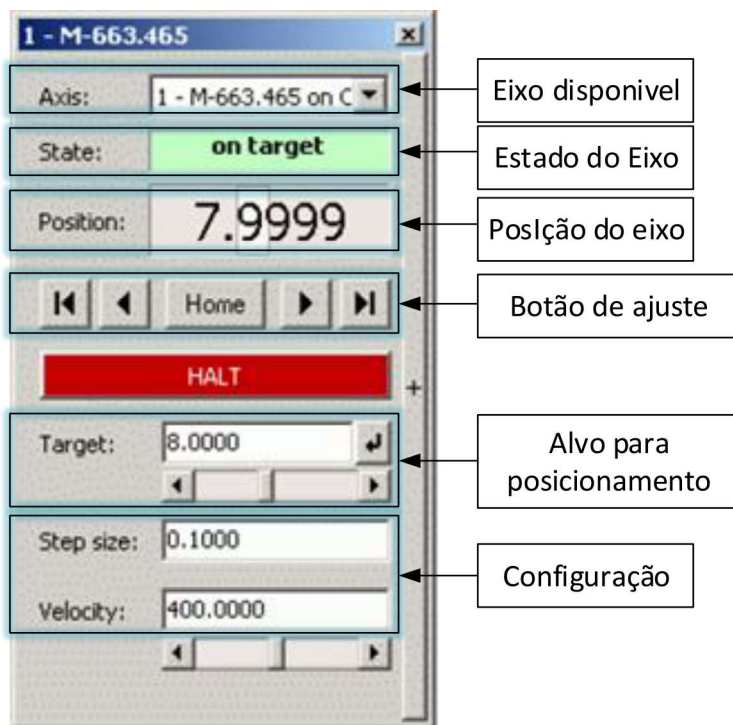 1 - M-663.465
Axis: 1 - M-663.465 on C
Eixo disponivel
State: on target
Estado do Eixo
Position: 7.9999
PosIção do eixo
Home
Botão de ajuste
HALT
+
Target: 8.0000
Alvo para
posicionamento
Step size: 0.1000
Configuração
Velocity: 400.0000